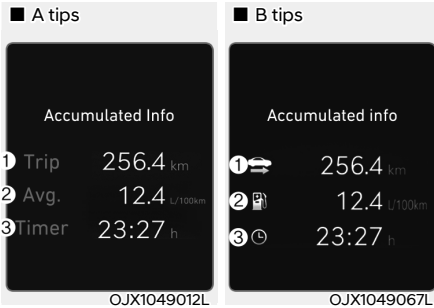 ■ A tips
Accumulated Info
1 Trip 256.4 km
2 Avg. 12.4 L/100km
3 Timer 23:27 h
OJX1049012L
■ B tips
Accumulated info
1 256.4 km
2 12.4 L/100km
3 23:27 h
OJX1049067L